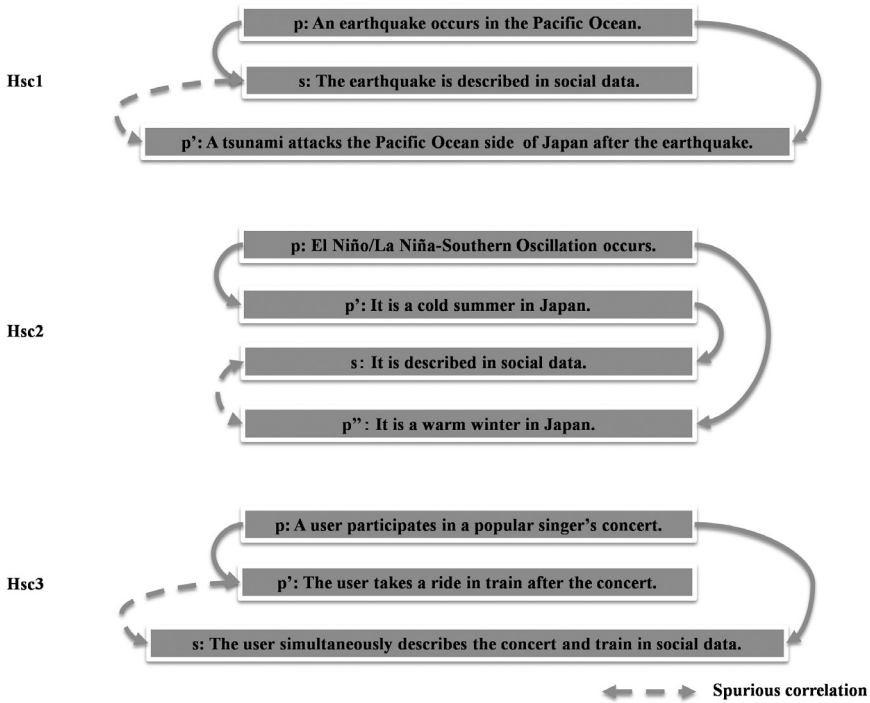 p: An earthquake occurs in the Pacific Ocean.
Hsc1
s: The earthquake is described in social data.
p’: A tsunami attacks the Pacific Ocean side of Japan after the earthquake.
p: El Niño/La Niña-Southern Oscillation occurs.
p’: It is a cold summer in Japan.
Hsc2
s: It is described in social data.
p”: It is a warm winter in Japan.
p: A user participates in a popular singer’s concert.
Hsc3
p’: The user takes a ride in train after the concert.
s: The user simultaneously describes the concert and train in social data.
Spurious correlation